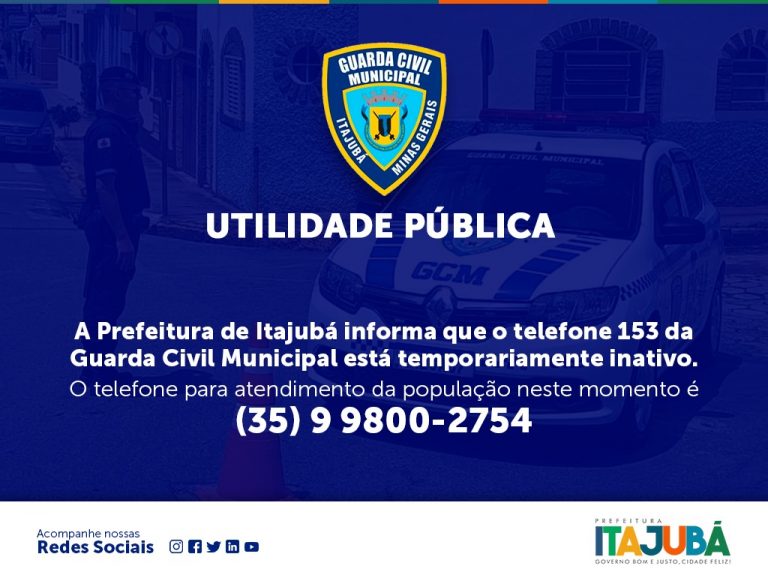 GUARDA CIVIL
MUNICIPAL
ITAJUBÁ
MINAS GERAIS
GUARDA CIVIL MUNICIPAL
UTILIDADE PÚBLICA
GCM
A Prefeitura de Itajubá informa que o telefone 153 da
Guarda Civil Municipal está temporariamente inativo.
O telefone para atendimento da população neste momento é
(35) 9 9800-2754
Acompanhe nossas
Redes Sociais
PREFEITURA
ITAJUBÁ
GOVERNO BOM E JUSTO, CIDADE FELIZ!